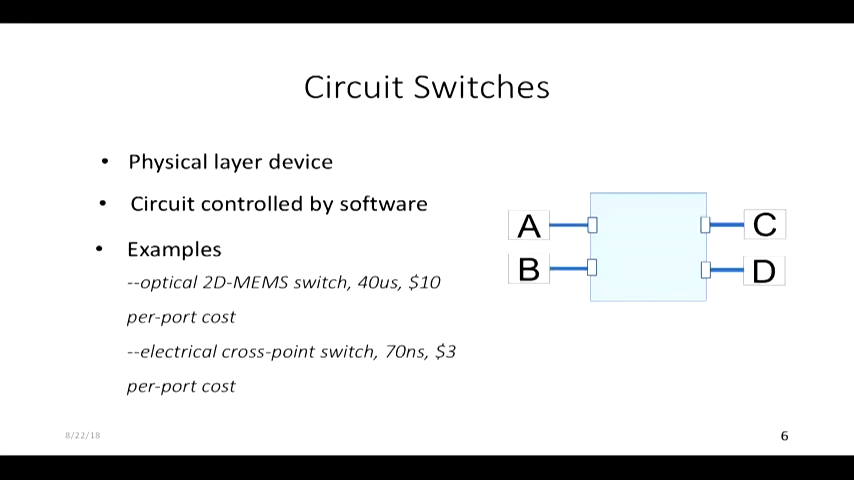 Circuit Switches
• Physical layer device
• Circuit controlled by software
• Examples
--optical 2D-MEMS switch, 40us, $10
per-port cost
--electrical cross-point switch, 70ns, $3
per-port cost
A
B
C
D
8/22/18
6